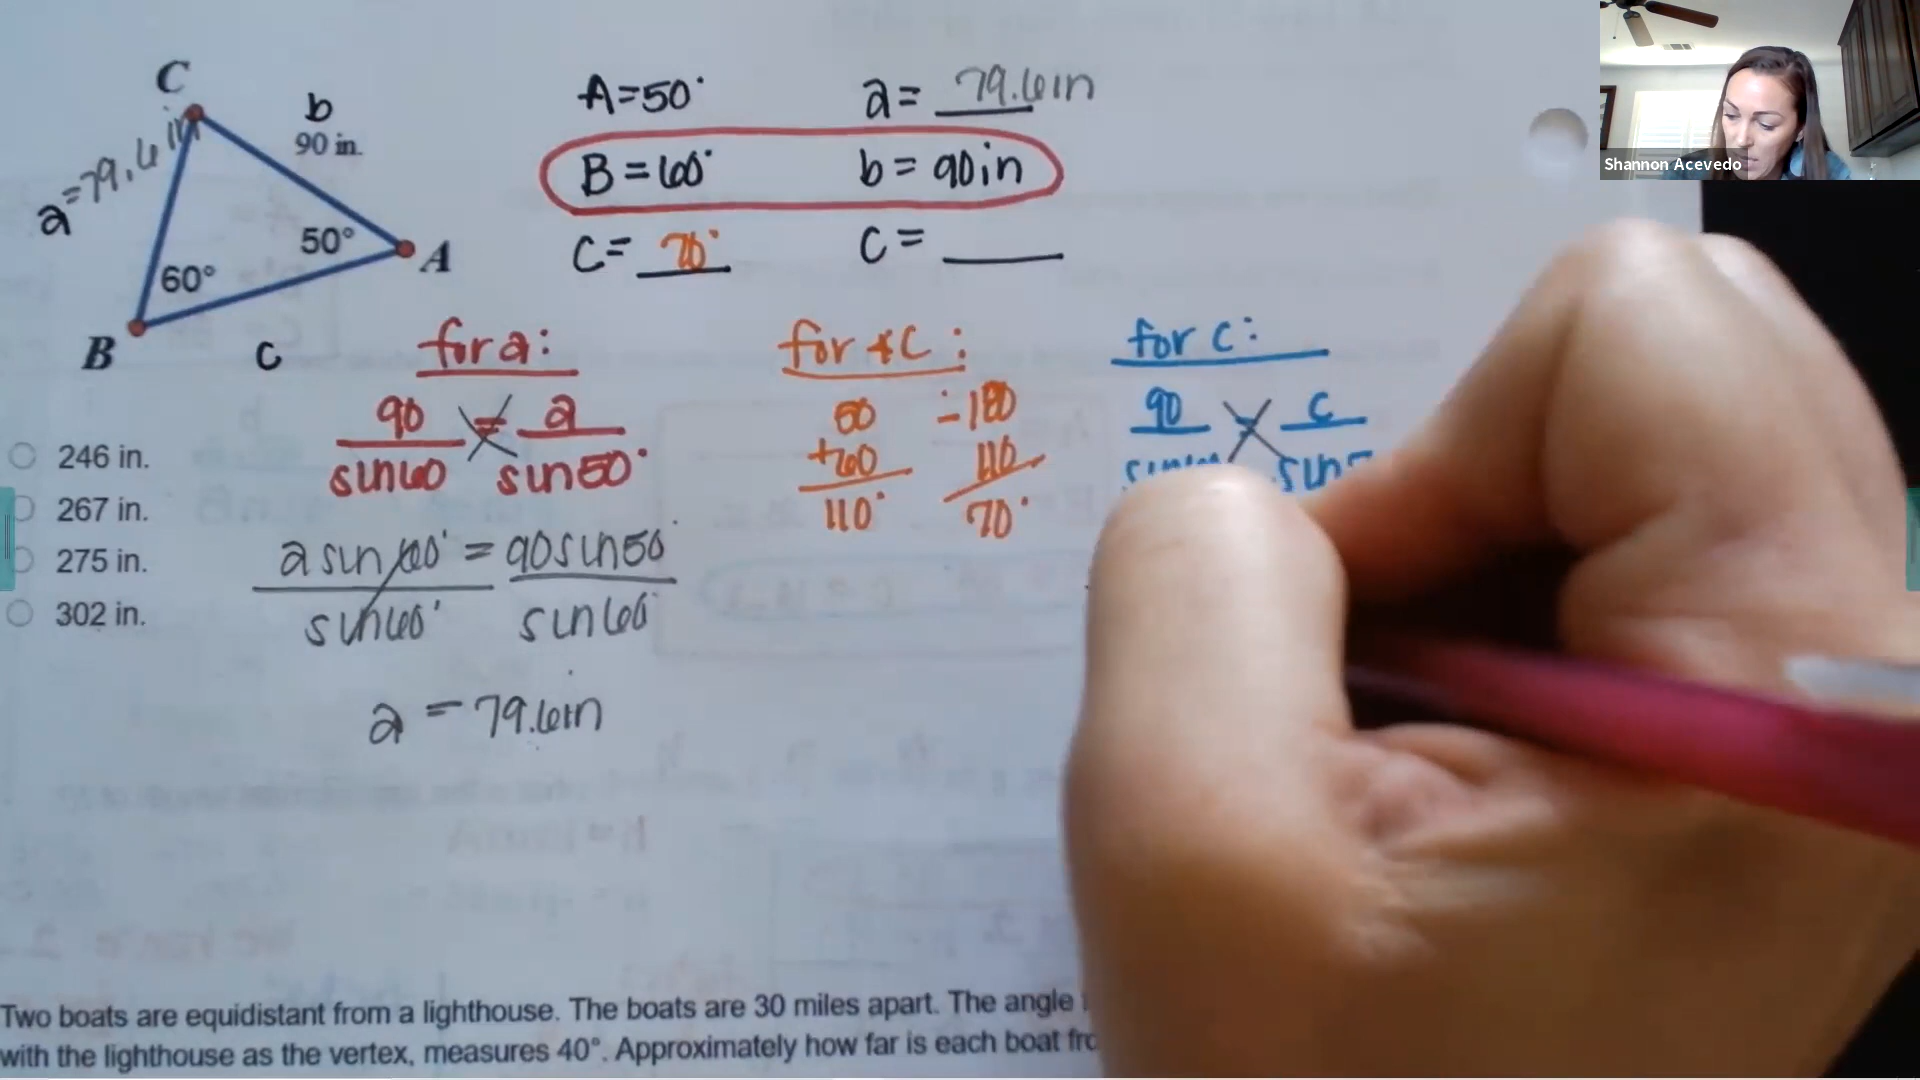 C
b
90 in.
a=79.6in
50°
A
60°
B
c
A=50°
a= 79.6in
B=60°
b=90in
C= 70°
c=
for a:
90 = a
sin60 sin50°
a sin60° = 90sin50°
sin60° sin60°
a = 79.6in
for ∢C:
60 -180
+60 110
110° 70°
for c:
90 = c
246 in.
267 in.
275 in.
302 in.
Two boats are equidistant from a lighthouse. The boats are 30 miles apart. The angle
with the lighthouse as the vertex, measures 40°. Approximately how far is each boat
Shannon Acevedo